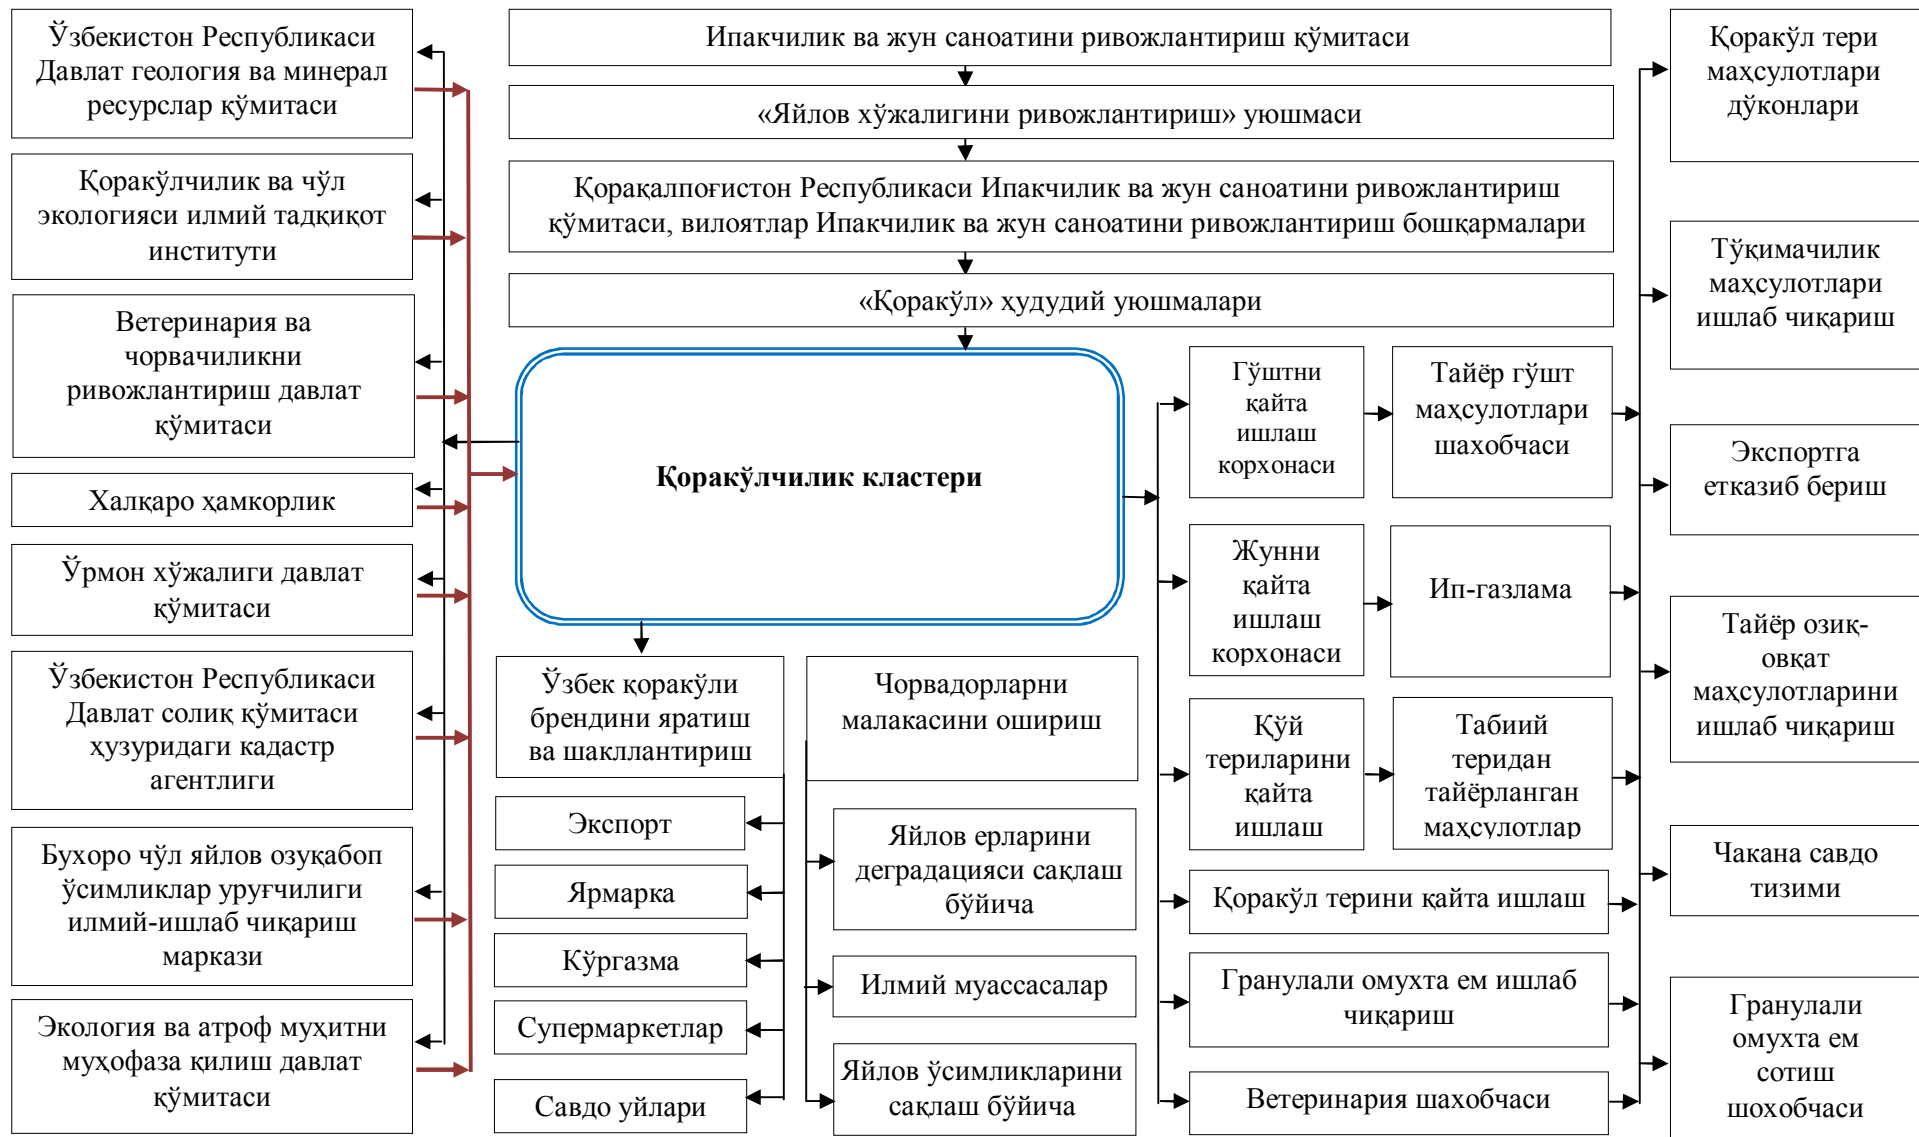 Ўзбекистон Республикаси
Давлат геология ва минерал
ресурслар қўмитаси
Қоракўлчилик ва чўл
экологияси илмий тадқиқот
институти
Ветеринария ва
чорвачиликни
ривожлантириш давлат
қўмитаси
Халқаро ҳамкорлик
Ўрмон хўжалиги давлат
қўмитаси
Ўзбекистон Республикаси
Давлат солиқ қўмитаси
ҳузуридаги кадастр
агентлиги
Бухоро чўл яйлов озуқабоп
ўсимликлар уруғчилиги
илмий-ишлаб чиқариш
маркази
Экология ва атроф муҳитни
муҳофаза қилиш давлат
қўмитаси
Ипакчилик ва жун саноатини ривожлантириш қўмитаси
«Яйлов хўжалигини ривожлантириш» уюшмаси
Қорақалпоғистон Республикаси Ипакчилик ва жун саноатини ривожлантириш
қўмитаси, вилоятлар Ипакчилик ва жун саноатини ривожлантириш бошқармалари
«Қоракўл» ҳудудий уюшмалари
Қоракўлчилик кластери
Ўзбек қоракўли
брендини яратиш
ва шакллантириш
Экспорт
Ярмарка
Кўргазма
Супермаркетлар
Савдо уйлари
Чорвадорларни
малакасини ошириш
Яйлов ерларини
деградацияси сақлаш
бўйича
Илмий муассасалар
Яйлов ўсимликларини
сақлаш бўйича
Гўштни
қайта
ишлаш
корхонаси
Тайёр гўшт
маҳсулотлари
шахобчаси
Жунни
қайта
ишлаш
корхонаси
Ип-газлама
Қўй
териларини
қайта
ишлаш
Табиий
теридан
тайёрланган
маҳсулотлар
Қоракўл терини қайта ишлаш
Гранулали омухта ем ишлаб
чиқариш
Ветеринария шахобчаси
Қоракўл тери
маҳсулотлари
дўконлари
Тўқимачилик
маҳсулотлари
ишлаб чиқариш
Экспортга
етказиб бериш
Тайёр озиқ-
овқат
маҳсулотларини
ишлаб чиқариш
Чакана савдо
тизими
Гранулали
омухта ем
сотиш
шохобчаси